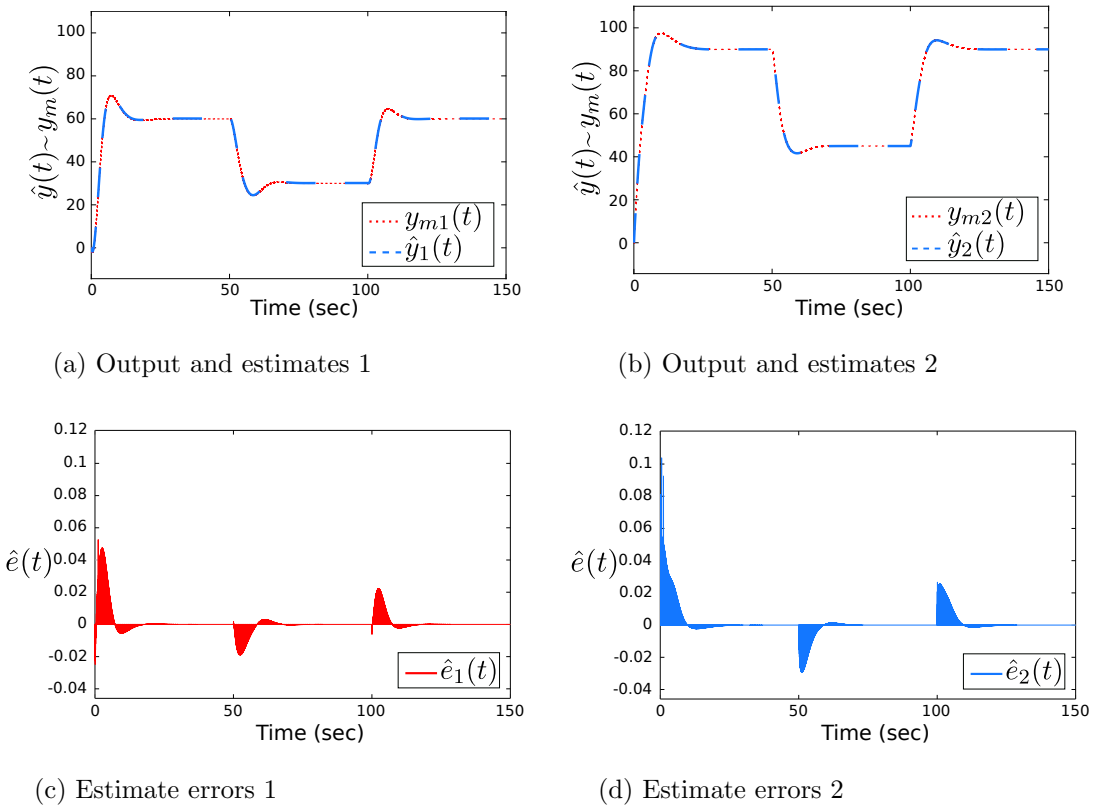 ŷ(t)~y_m(t)
100
80
60
40
20
0
0 50 100 150
Time (sec)
y_{m1}(t)
ŷ_1(t)
(a) Output and estimates 1
ŷ(t)~y_m(t)
100
80
60
40
20
0
0 50 100 150
Time (sec)
y_{m2}(t)
ŷ_2(t)
(b) Output and estimates 2
ê(t)
0.12
0.1
0.08
0.06
0.04
0.02
0
-0.02
-0.04
0 50 100 150
Time (sec)
ê_1(t)
(c) Estimate errors 1
ê(t)
0.12
0.1
0.08
0.06
0.04
0.02
0
-0.02
-0.04
0 50 100 150
Time (sec)
ê_2(t)
(d) Estimate errors 2